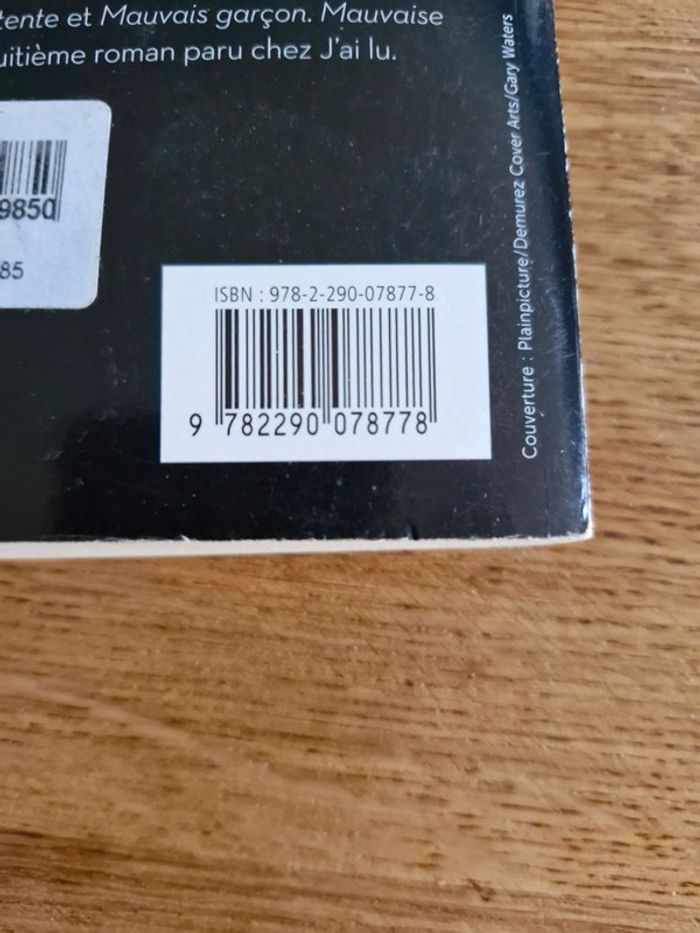 tente et Mauvais garçon. Mauvaise
uitième roman paru chez J'ai lu.
9850
85
ISBN : 978-2-290-07877-8
9 782290 078778
Couverture : Plainpicture/Demurez Cover Arts/Gary Waters